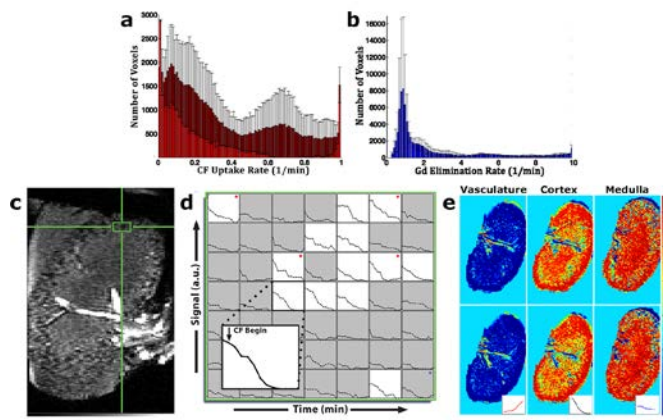 a
b
3000
2500
2000
1500
1000
500
Number of Voxels
0 0.2 0.4 0.6 0.8 1
CF Uptake Rate (1/min)
16000
14000
12000
10000
8000
6000
4000
2000
Number of Voxels
0 2 4 6 8 10
Gd Elimination Rate (1/min)
c
d
Signal (a.u.)
CF Begin
Time (min)
e
Vasculature Cortex Medulla